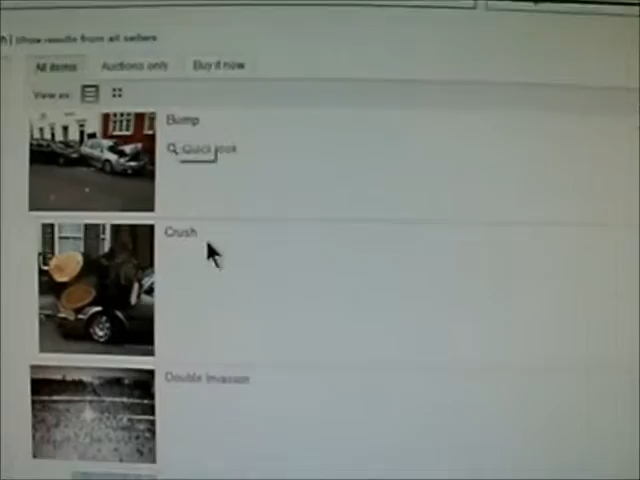 h | Show results from all sellers
All items Auctions only Buy it now
View as:
Bump
Quick look
Crush
Double Invasion